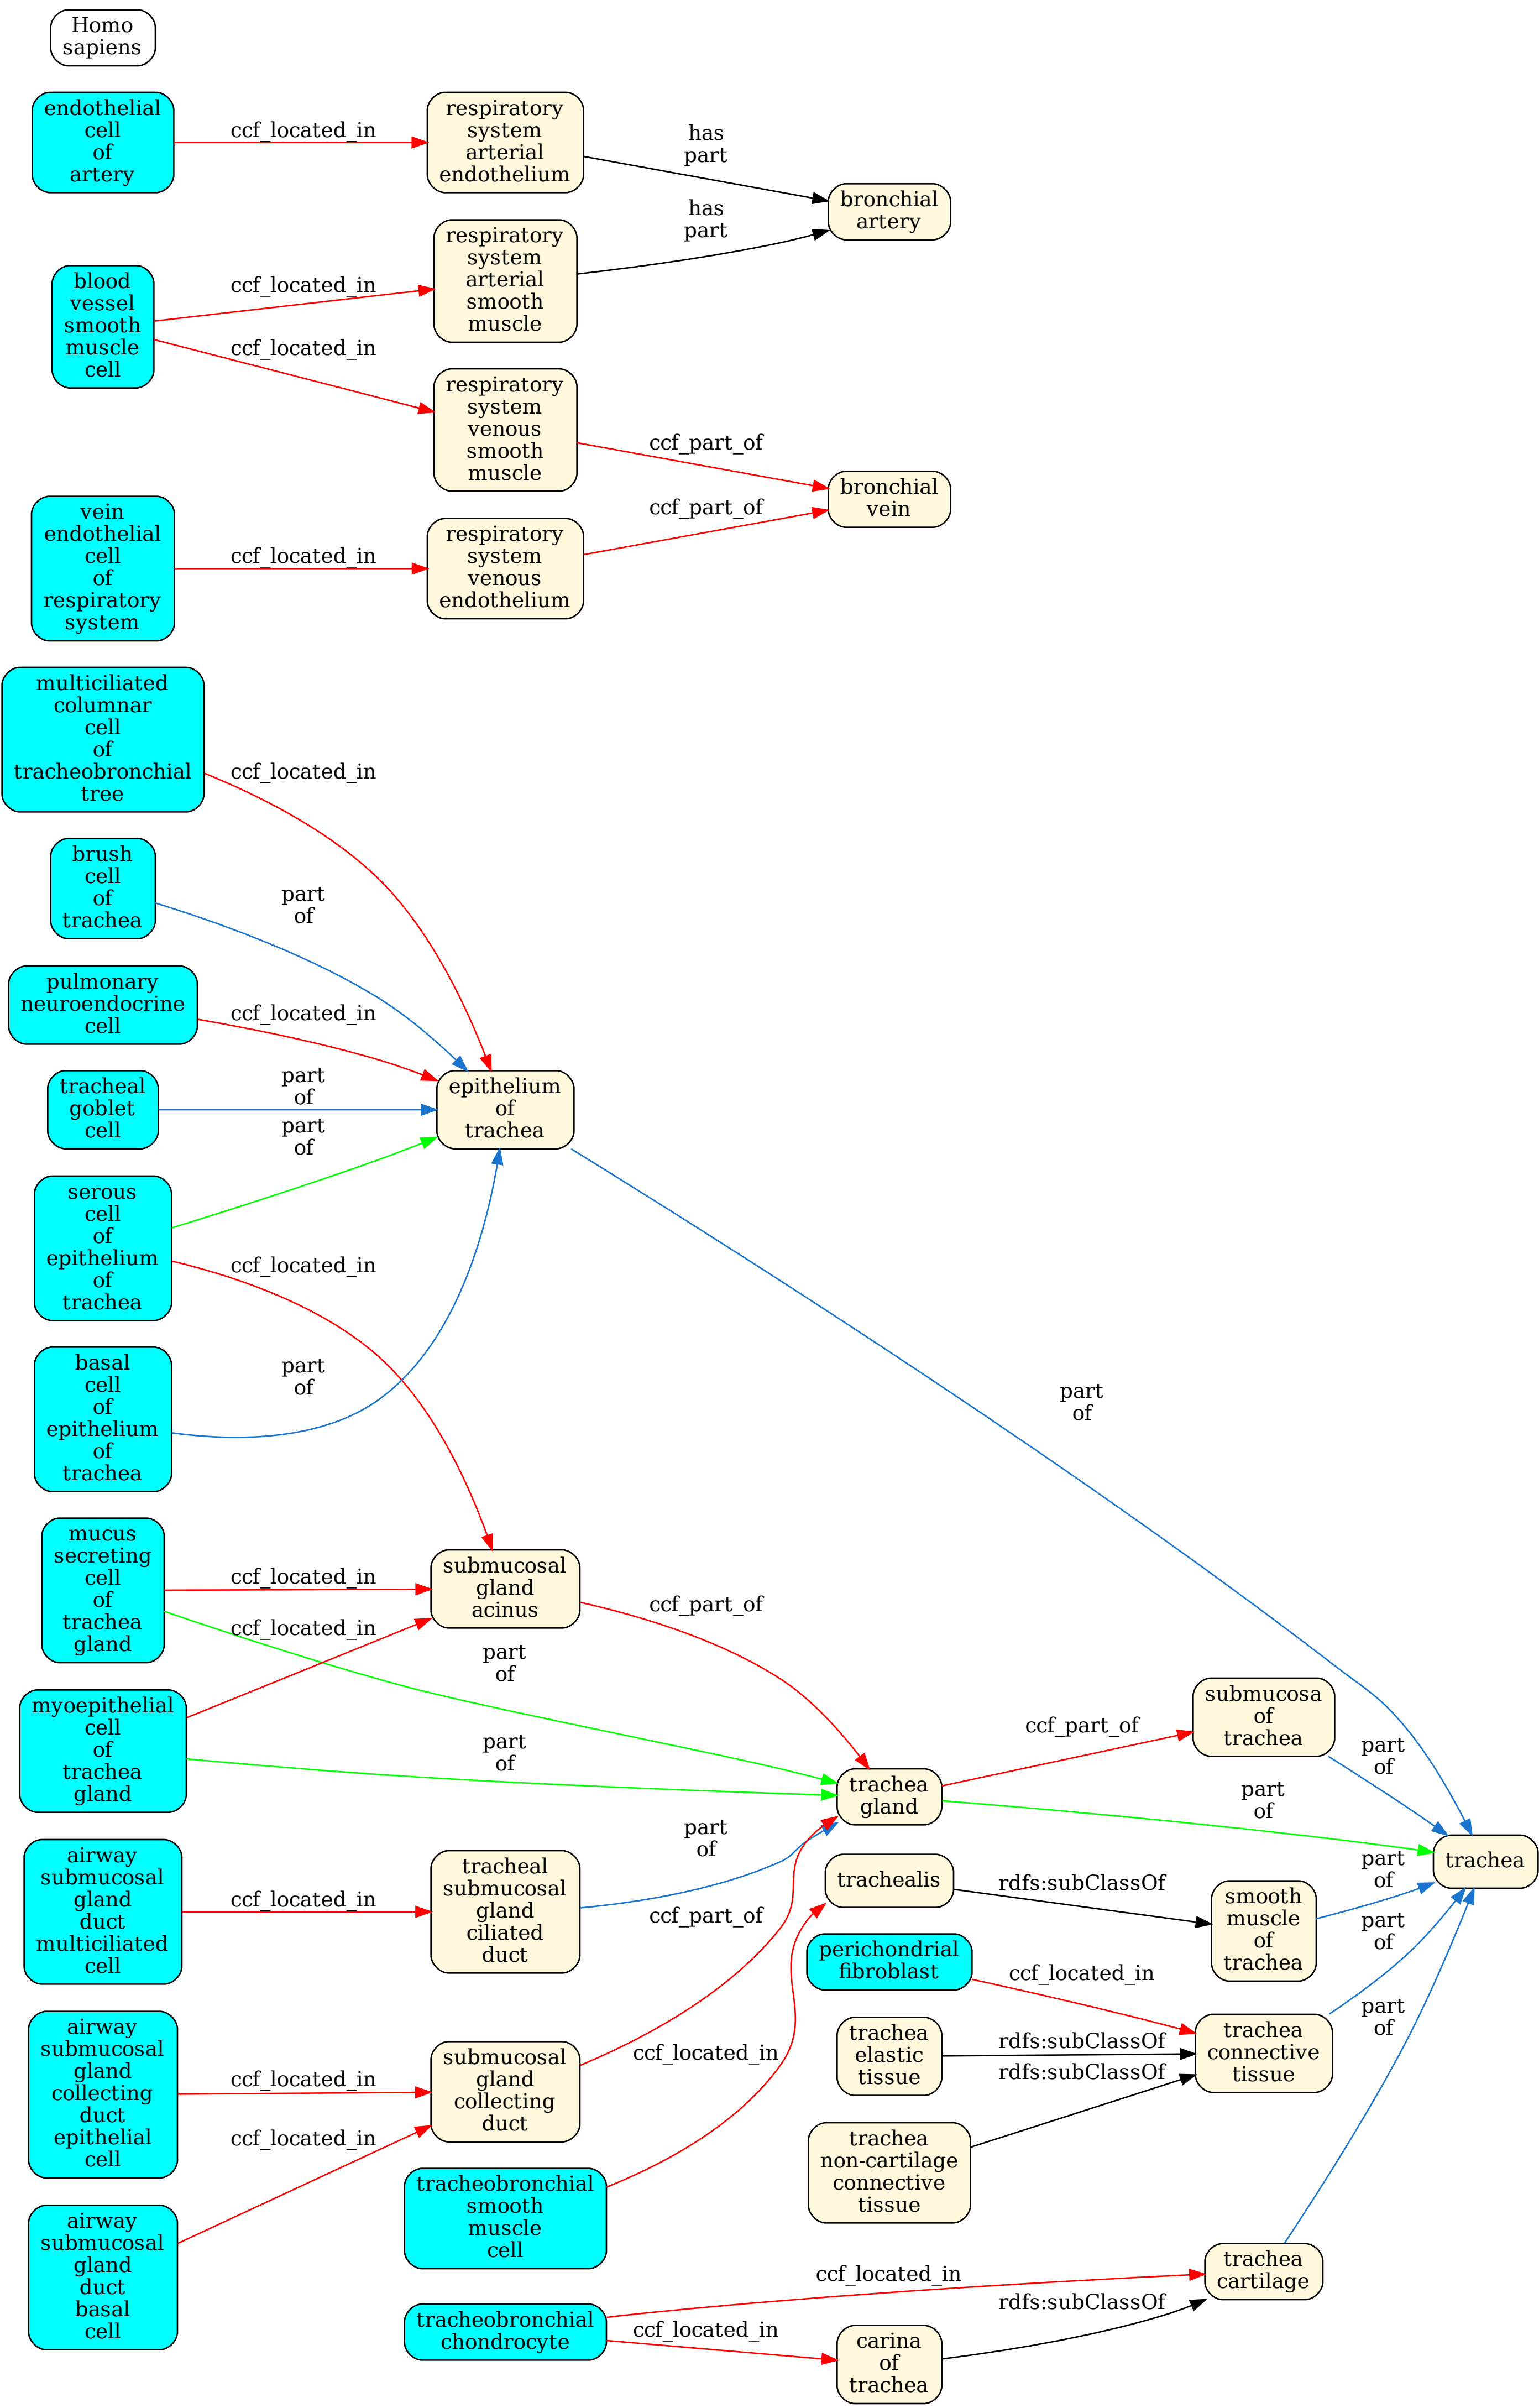 Homo
sapiens
endothelial
cell
of
artery
ccf_located_in
respiratory
system
arterial
endothelium
has
part
bronchial
artery
blood
vessel
smooth
muscle
cell
ccf_located_in
respiratory
system
arterial
smooth
muscle
has
part
ccf_located_in
respiratory
system
venous
smooth
muscle
ccf_part_of
bronchial
vein
vein
endothelial
cell
of
respiratory
system
ccf_located_in
respiratory
system
venous
endothelium
ccf_part_of
multiciliated
columnar
cell
of
tracheobronchial
tree
ccf_located_in
brush
cell
of
trachea
part
of
pulmonary
neuroendocrine
cell
ccf_located_in
tracheal
goblet
cell
part
of
epithelium
of
trachea
part
of
serous
cell
of
epithelium
of
trachea
part
of
ccf_located_in
basal
cell
of
epithelium
of
trachea
part
of
mucus
secreting
cell
of
trachea
gland
ccf_located_in
submucosal
gland
acinus
ccf_part_of
part
of
myoepithelial
cell
of
trachea
gland
ccf_located_in
part
of
trachea
gland
ccf_part_of
submucosa
of
trachea
part
of
part
of
trachea
airway
submucosal
gland
duct
multiciliated
cell
ccf_located_in
tracheal
submucosal
gland
ciliated
duct
part
of
trachealis
rdfs:subClassOf
smooth
muscle
of
trachea
part
of
airway
submucosal
gland
collecting
duct
epithelial
cell
ccf_located_in
submucosal
gland
collecting
duct
ccf_part_of
perichondrial
fibroblast
ccf_located_in
trachea
connective
tissue
part
of
trachea
elastic
tissue
rdfs:subClassOf
trachea
non-cartilage
connective
tissue
rdfs:subClassOf
airway
submucosal
gland
duct
basal
cell
ccf_located_in
tracheobronchial
smooth
muscle
cell
ccf_located_in
tracheobronchial
chondrocyte
ccf_located_in
trachea
cartilage
part
of
ccf_located_in
carina
of
trachea
rdfs:subClassOf